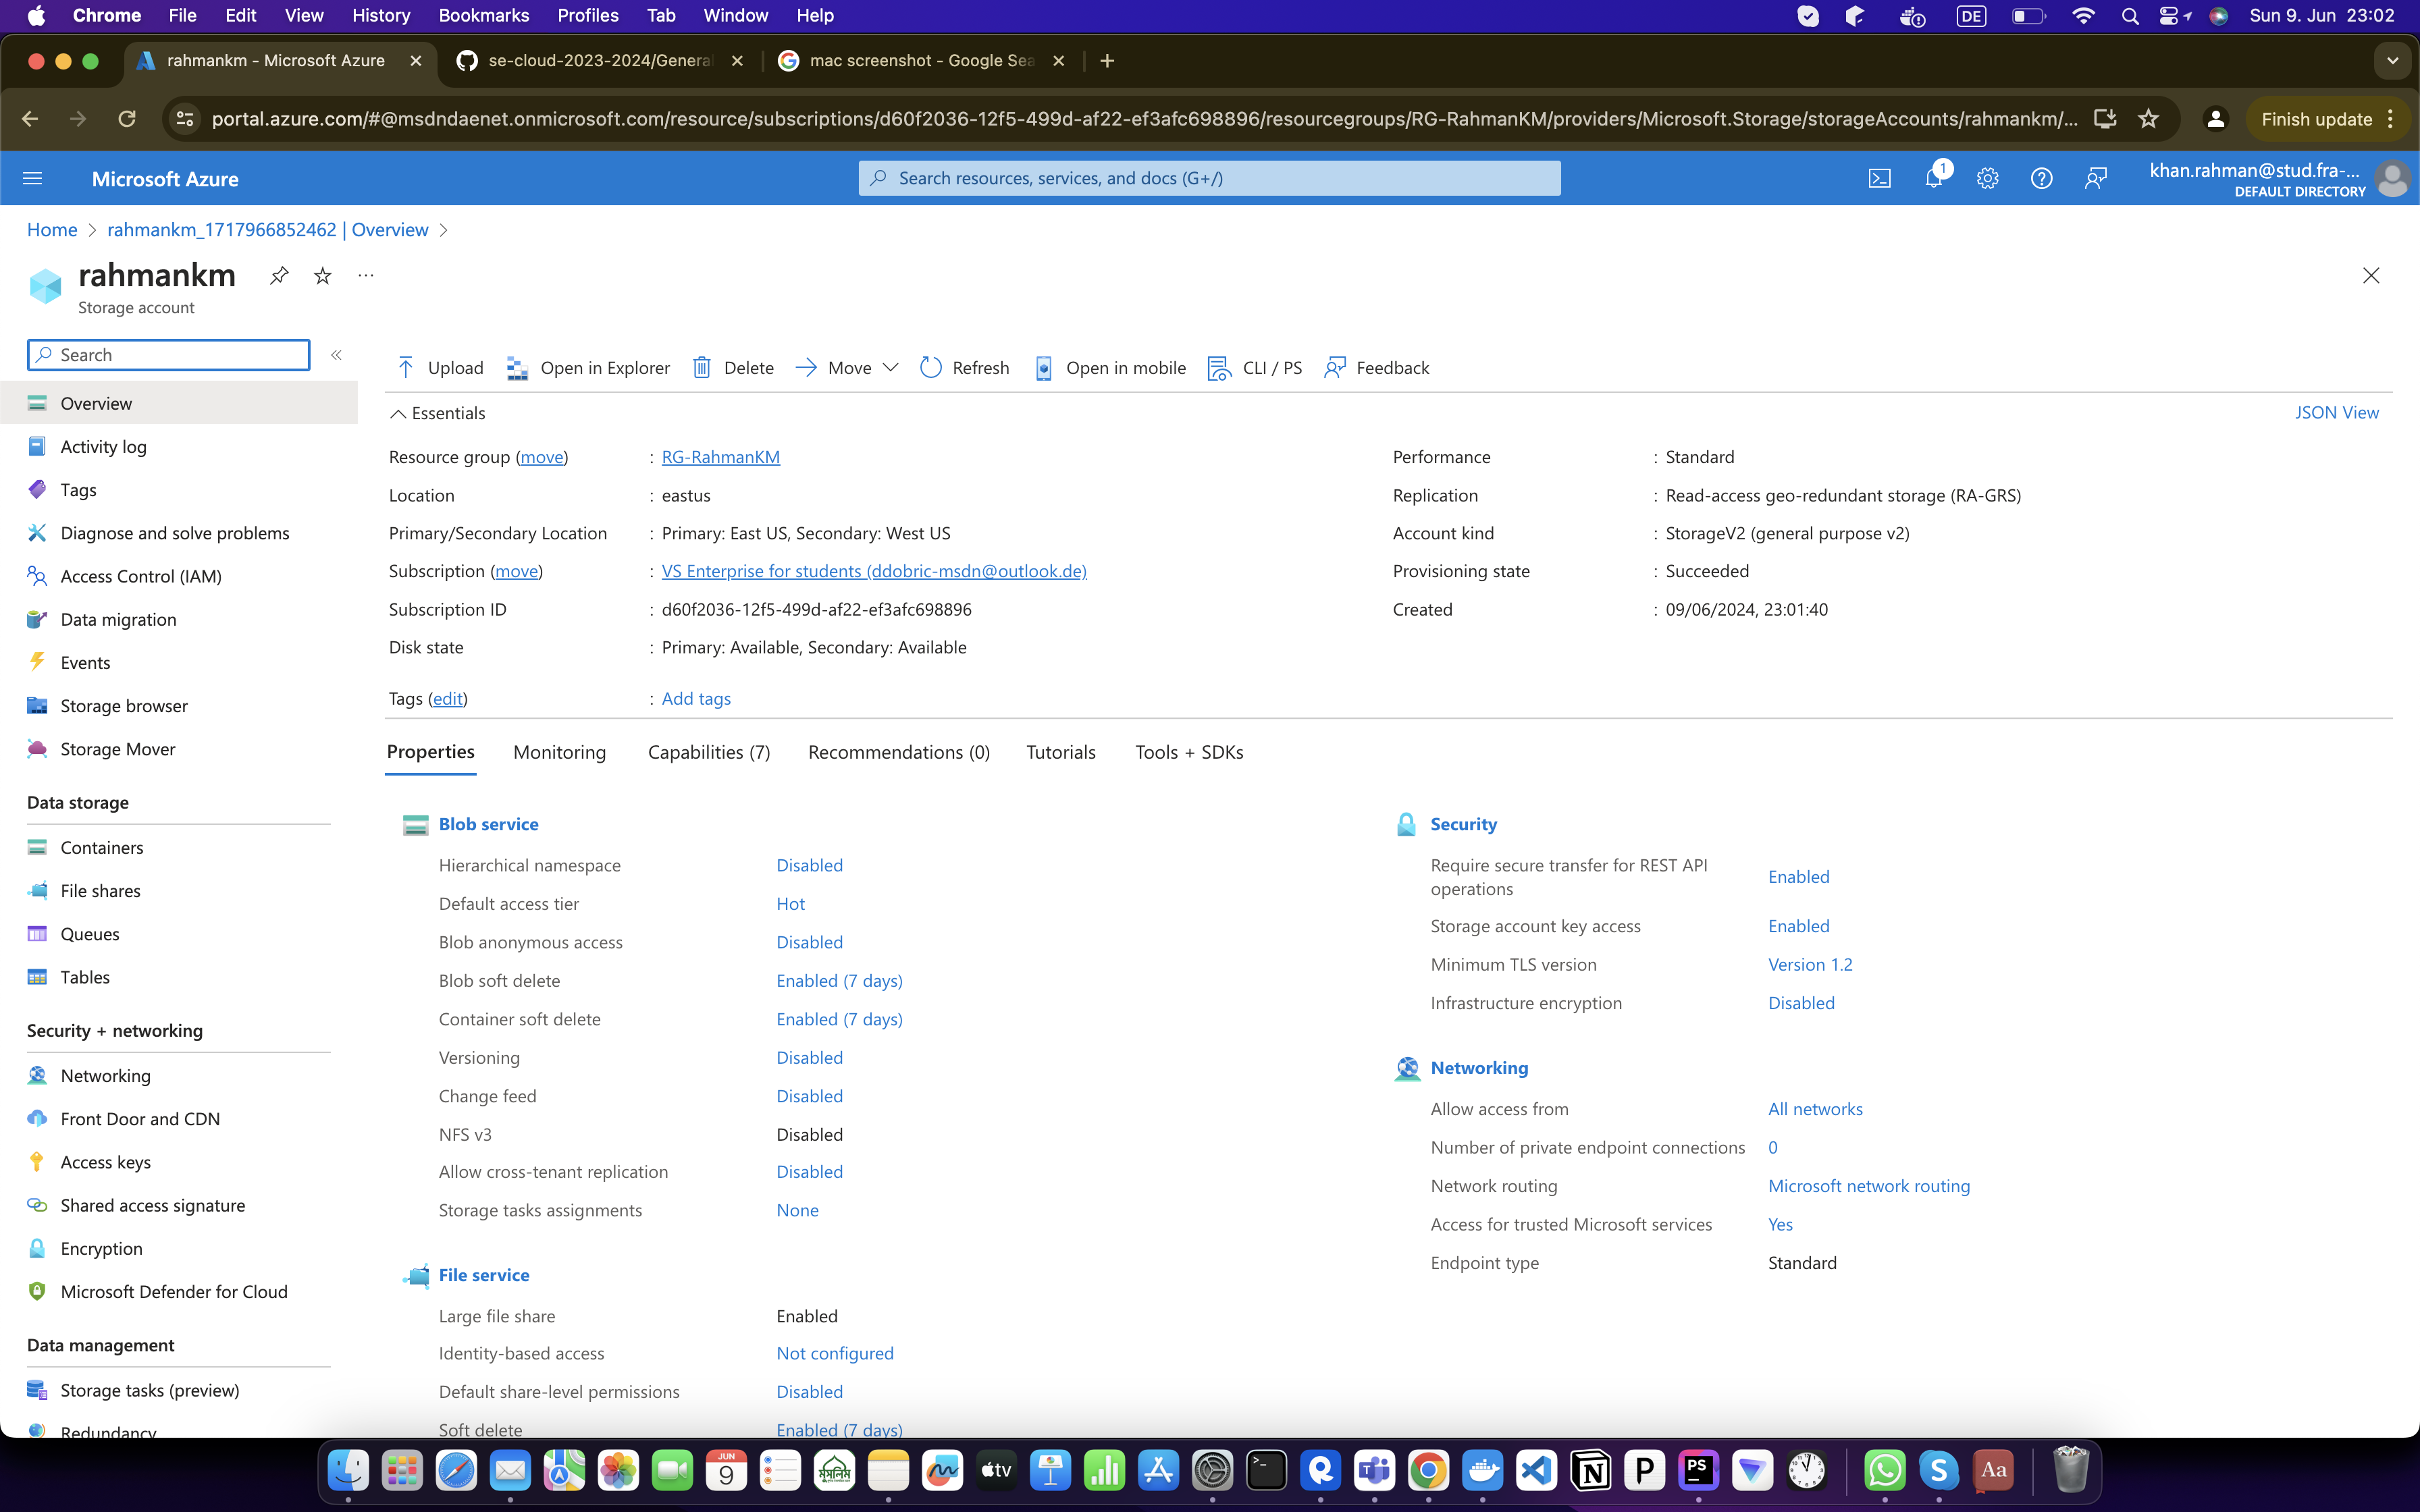 Chrome File Edit View History Bookmarks Profiles Tab Window Help DE Sun 9. Jun 23:02
rahmankm - Microsoft Azure se-cloud-2023-2024/General mac screenshot - Google Sea
portal.azure.com/#@msdndaenet.onmicrosoft.com/resource/subscriptions/d60f2036-12f5-499d-af22-ef3afc698896/resourcegroups/RG-RahmanKM/providers/Microsoft.Storage/storageAccounts/rahmankm/... Finish update
Microsoft Azure Search resources, services, and docs (G+/) 1 khan.rahman@stud.fra-...
DEFAULT DIRECTORY
Home > rahmankm_1717966852462 | Overview >
rahmankm ...
Storage account
Search «
Upload Open in Explorer Delete Move Refresh Open in mobile CLI / PS Feedback
Overview
Activity log
Tags
Diagnose and solve problems
Access Control (IAM)
Data migration
Events
Storage browser
Storage Mover
Data storage
Containers
File shares
Queues
Tables
Security + networking
Networking
Front Door and CDN
Access keys
Shared access signature
Encryption
Microsoft Defender for Cloud
Data management
Storage tasks (preview)
Redundancy
Essentials JSON View
Resource group (move) : RG-RahmanKM
Location : eastus
Primary/Secondary Location : Primary: East US, Secondary: West US
Subscription (move) : VS Enterprise for students (ddobric-msdn@outlook.de)
Subscription ID : d60f2036-12f5-499d-af22-ef3afc698896
Disk state : Primary: Available, Secondary: Available
Tags (edit) : Add tags
Performance : Standard
Replication : Read-access geo-redundant storage (RA-GRS)
Account kind : StorageV2 (general purpose v2)
Provisioning state : Succeeded
Created : 09/06/2024, 23:01:40
Properties Monitoring Capabilities (7) Recommendations (0) Tutorials Tools + SDKs
Blob service
Hierarchical namespace Disabled
Default access tier Hot
Blob anonymous access Disabled
Blob soft delete Enabled (7 days)
Container soft delete Enabled (7 days)
Versioning Disabled
Change feed Disabled
NFS v3 Disabled
Allow cross-tenant replication Disabled
Storage tasks assignments None
File service
Large file share Enabled
Identity-based access Not configured
Default share-level permissions Disabled
Soft delete Enabled (7 days)
Security
Require secure transfer for REST API
operations Enabled
Storage account key access Enabled
Minimum TLS version Version 1.2
Infrastructure encryption Disabled
Networking
Allow access from All networks
Number of private endpoint connections 0
Network routing Microsoft network routing
Access for trusted Microsoft services Yes
Endpoint type Standard
JUN
9 মুসলিম tv PS Aa